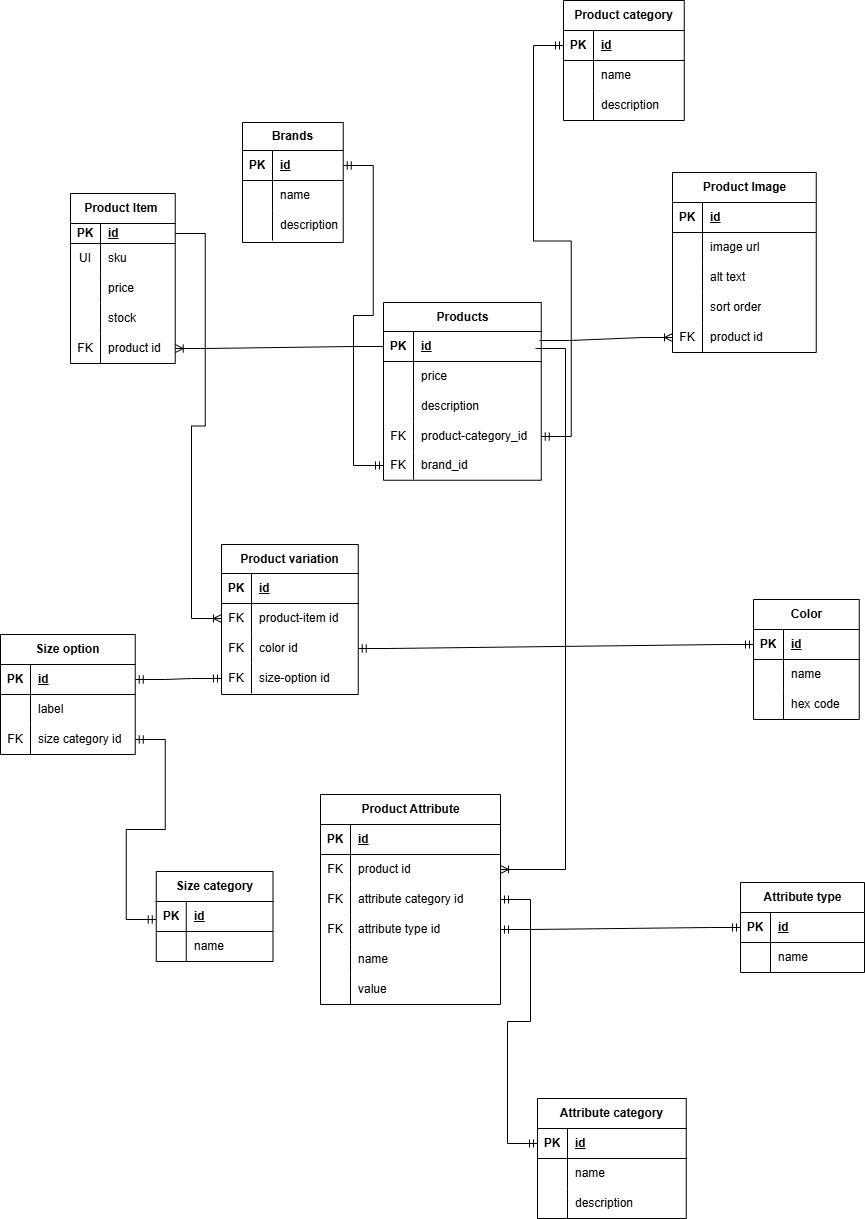 Product category
PK id
name
description
Brands
PK id
name
description
Product Item
PK id
UI sku
price
stock
FK product id
Product Image
PK id
image url
alt text
sort order
FK product id
Products
PK id
price
description
FK product-category_id
FK brand_id
Product variation
PK id
FK product-item id
FK color id
FK size-option id
Color
PK id
name
hex code
Size option
PK id
label
FK size category id
Product Attribute
PK id
FK product id
FK attribute category id
FK attribute type id
name
value
Size category
PK id
name
Attribute type
PK id
name
Attribute category
PK id
name
description